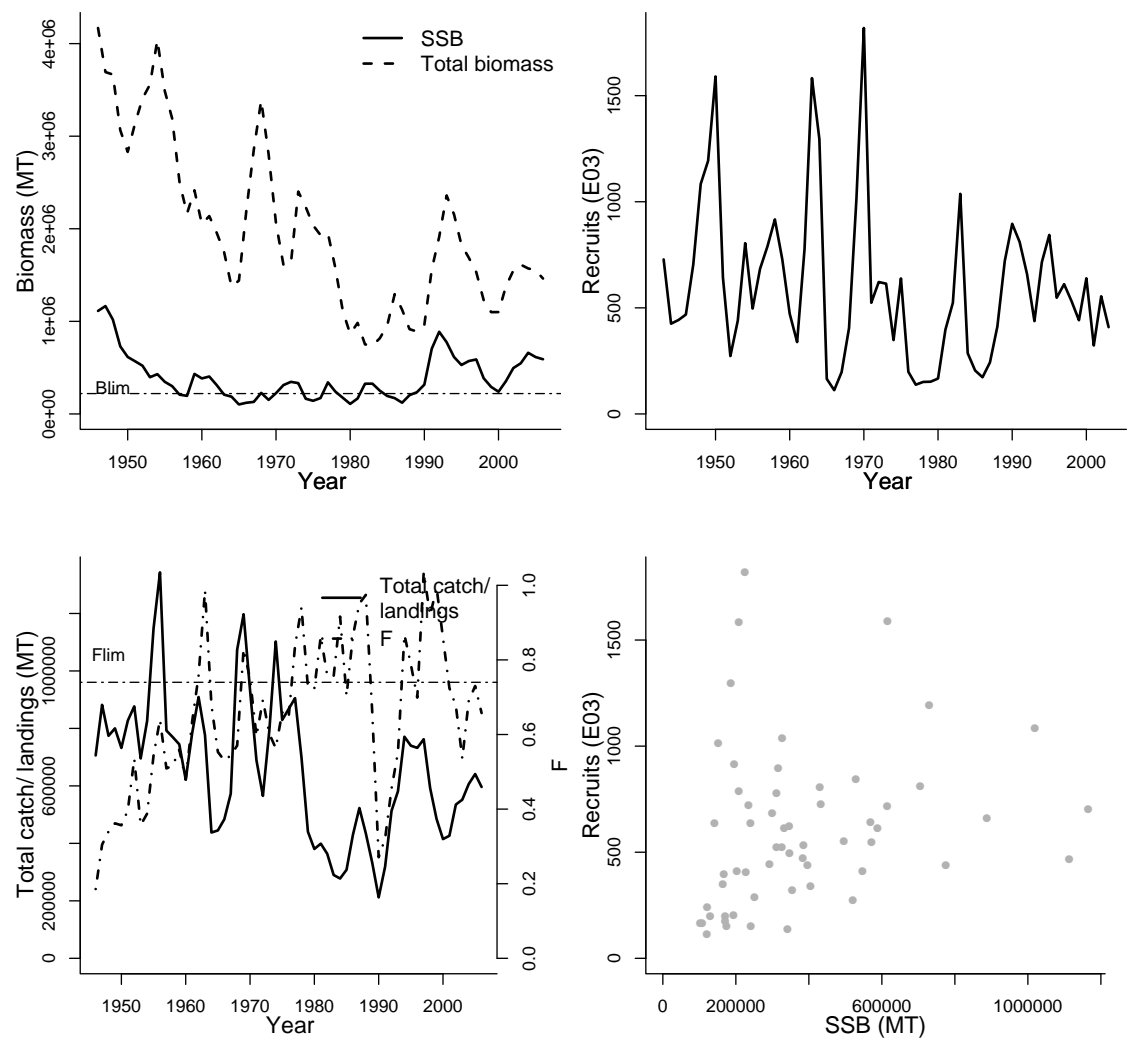 SSB
Total biomass
Biomass (MT)
4e+06
3e+06
2e+06
1e+06
0e+00
Blim
1950 1960 1970 1980 1990 2000
Year
Recruits (E03)
1500
1000
500
0
1950 1960 1970 1980 1990 2000
Year
Total catch/
landings
F
Total catch/ landings (MT)
1000000
600000
200000
0
Flim
1.0
0.8
0.6
0.4
0.2
0.0
F
1950 1960 1970 1980 1990 2000
Year
Recruits (E03)
1500
1000
500
0
0 200000 600000 1000000
SSB (MT)